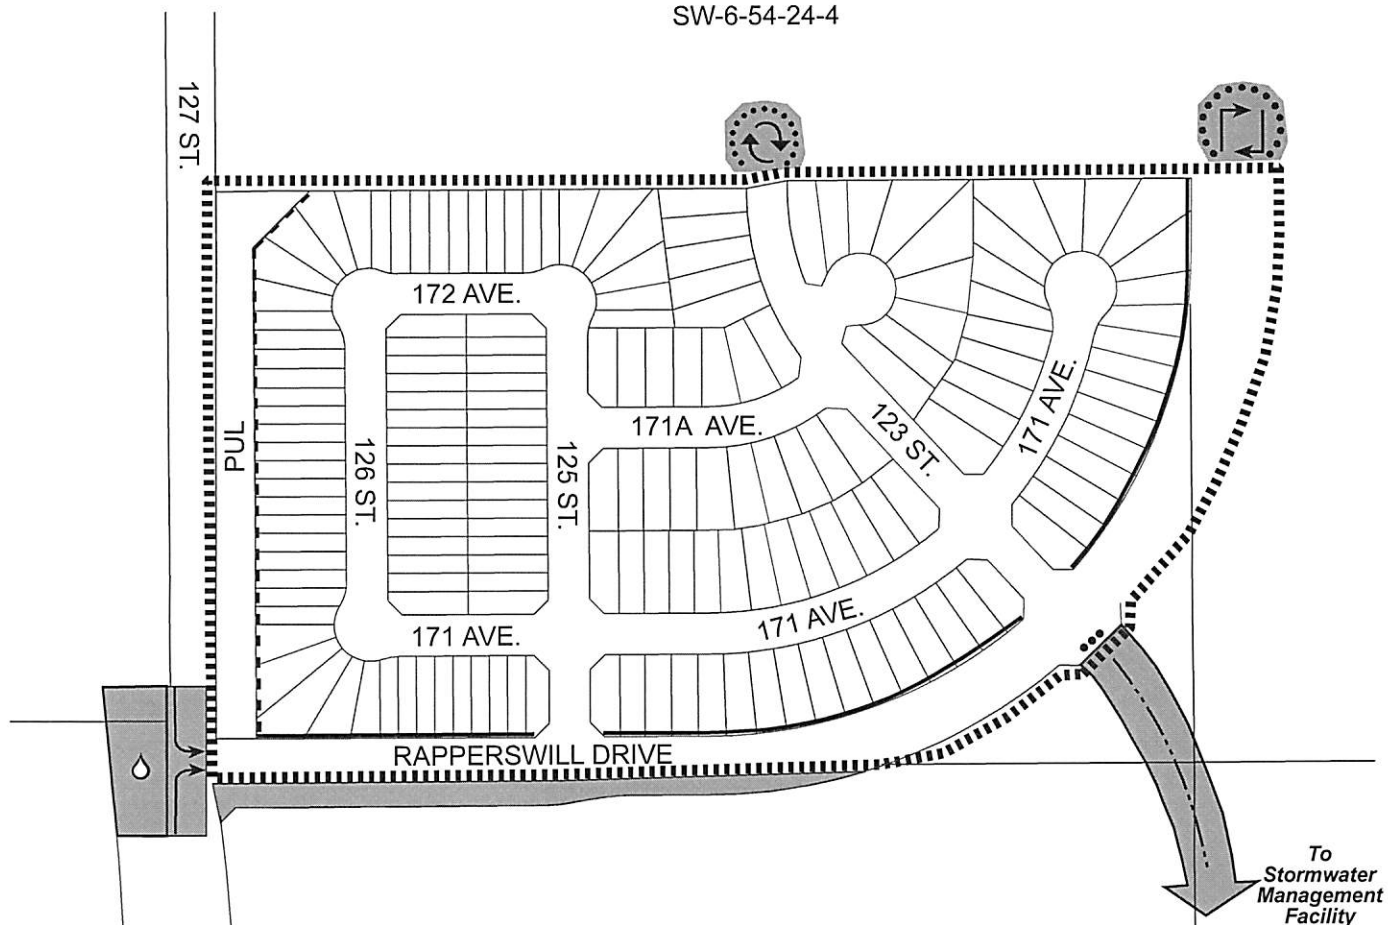 SW-6-54-24-4
127 ST.
172 AVE.
171A AVE.
123 ST.
171 AVE.
PUL
126 ST.
125 ST.
171 AVE.
171 AVE.
RAPPERSWILL DRIVE
To
Stormwater
Management
Facility